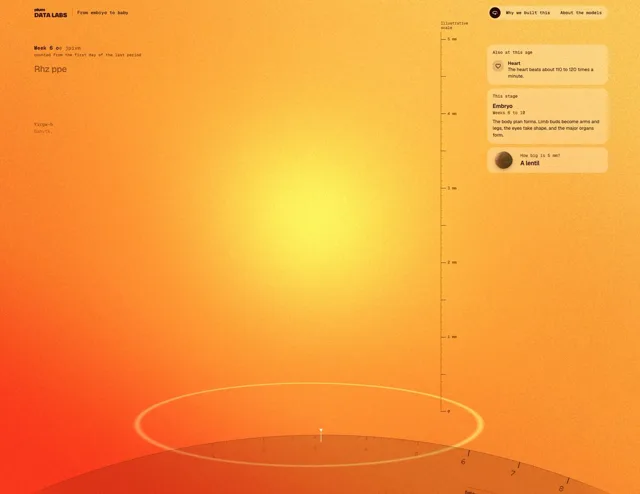 DATA LABS
From embryo to baby
Why we built this
About the models
Illustrative
scale
5 mm
4 mm
3 mm
2 mm
1 mm
Week 6
counted from the first day of the last period
Also at this age
Heart
The heart beats about 110 to 120 times a
minute.
This stage
Embryo
Weeks 6 to 10
The body plan forms. Limb buds become arms and
legs, the eyes take shape, and the major organs
form.
How big is 5 mm?
A lentil
6
7
8